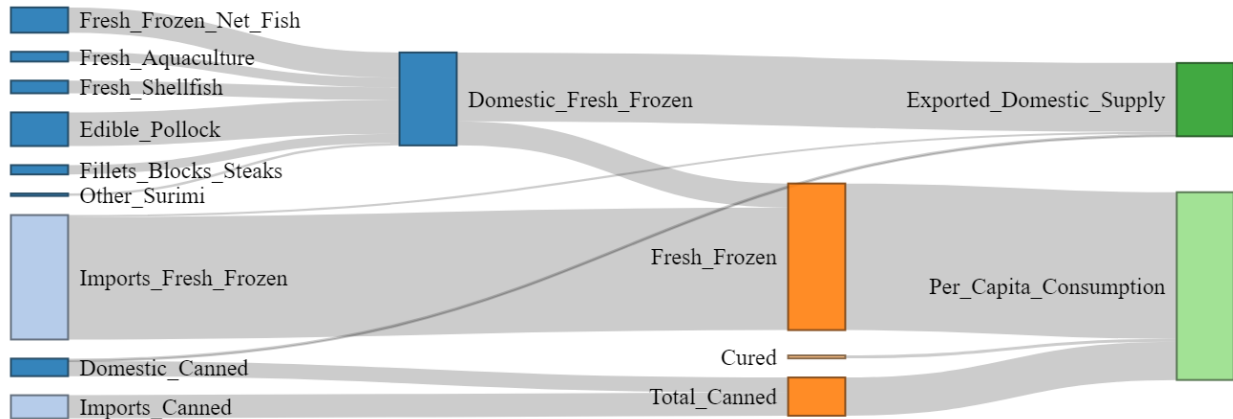 Fresh_Frozen_Net_Fish
Fresh_Aquaculture
Fresh_Shellfish
Edible_Pollock
Fillets_Blocks_Steaks
Other_Surimi
Imports_Fresh_Frozen
Domestic_Canned
Imports_Canned
Domestic_Fresh_Frozen
Fresh_Frozen
Cured
Total_Canned
Exported_Domestic_Supply
Per_Capita_Consumption